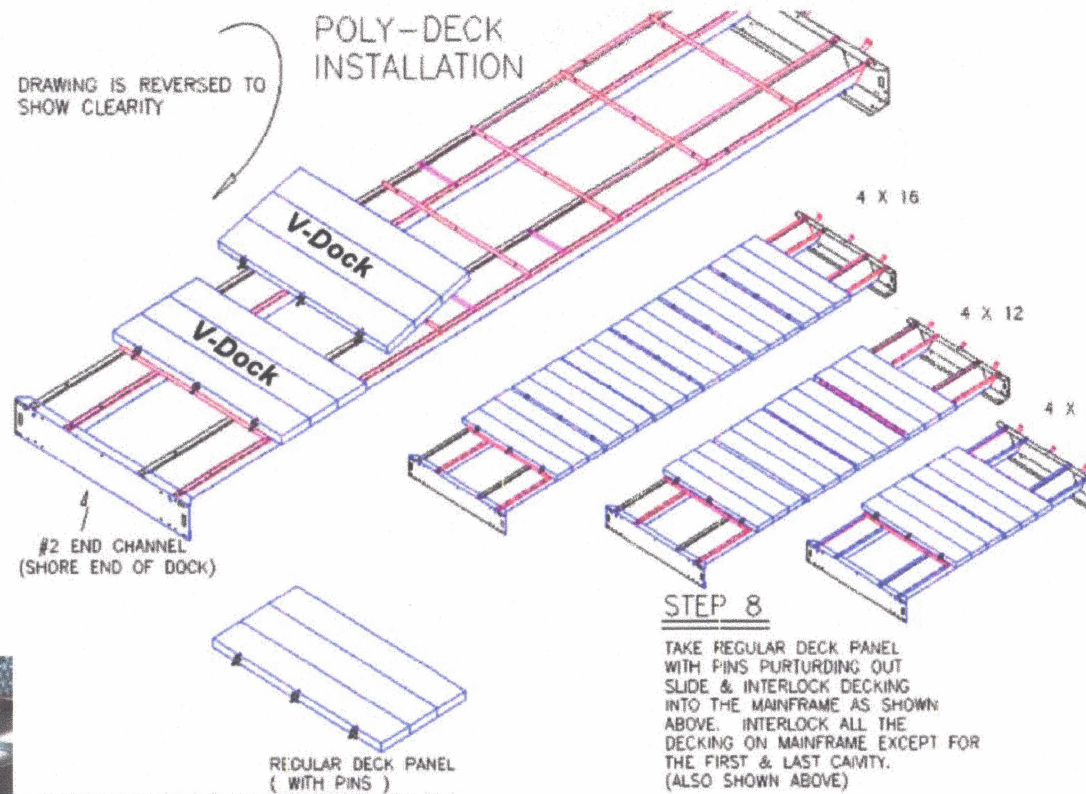 POLY-DECK
INSTALLATION
DRAWING IS REVERSED TO
SHOW CLEARITY
V-Dock
V-Dock
4 X 16
4 X 12
4 X
#2 END CHANNEL
(SHORE END OF DOCK)
REGULAR DECK PANEL
( WITH PINS )
STEP 8
TAKE REGULAR DECK PANEL
WITH PINS PURTURDING OUT
SLIDE & INTERLOCK DECKING
INTO THE MAINFRAME AS SHOWN
ABOVE. INTERLOCK ALL THE
DECKING ON MAINFRAME EXCEPT FOR
THE FIRST & LAST CAIVITY.
(ALSO SHOWN ABOVE)